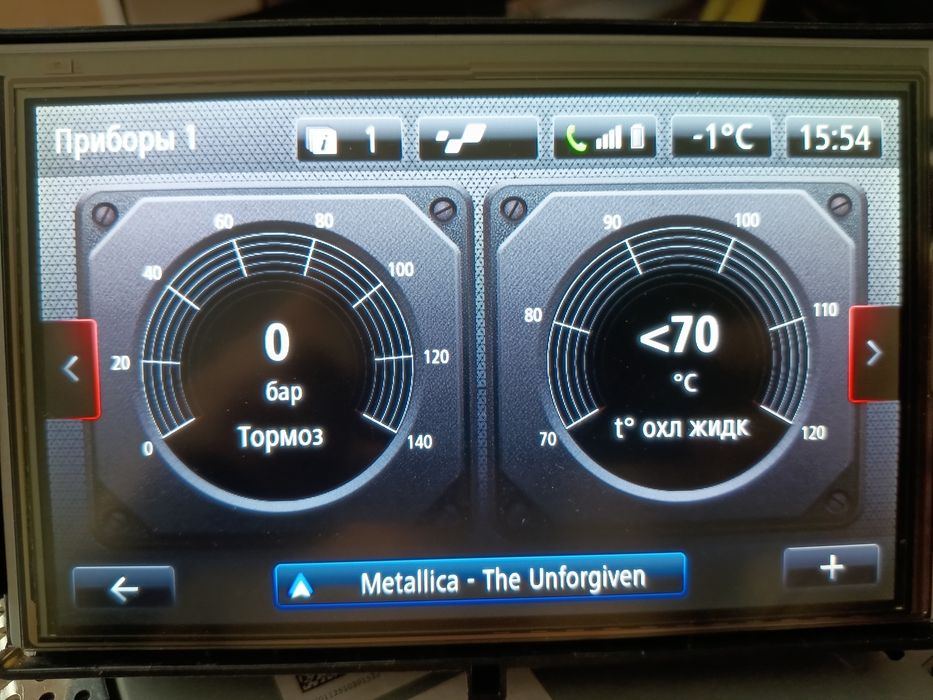 Приборы 1
i 1
-1°C
15:54
0
20
40
60
80
100
120
140
0
бар
Тормоз
70
80
90
100
110
120
<70
°C
t° охл жидк
Metallica - The Unforgiven